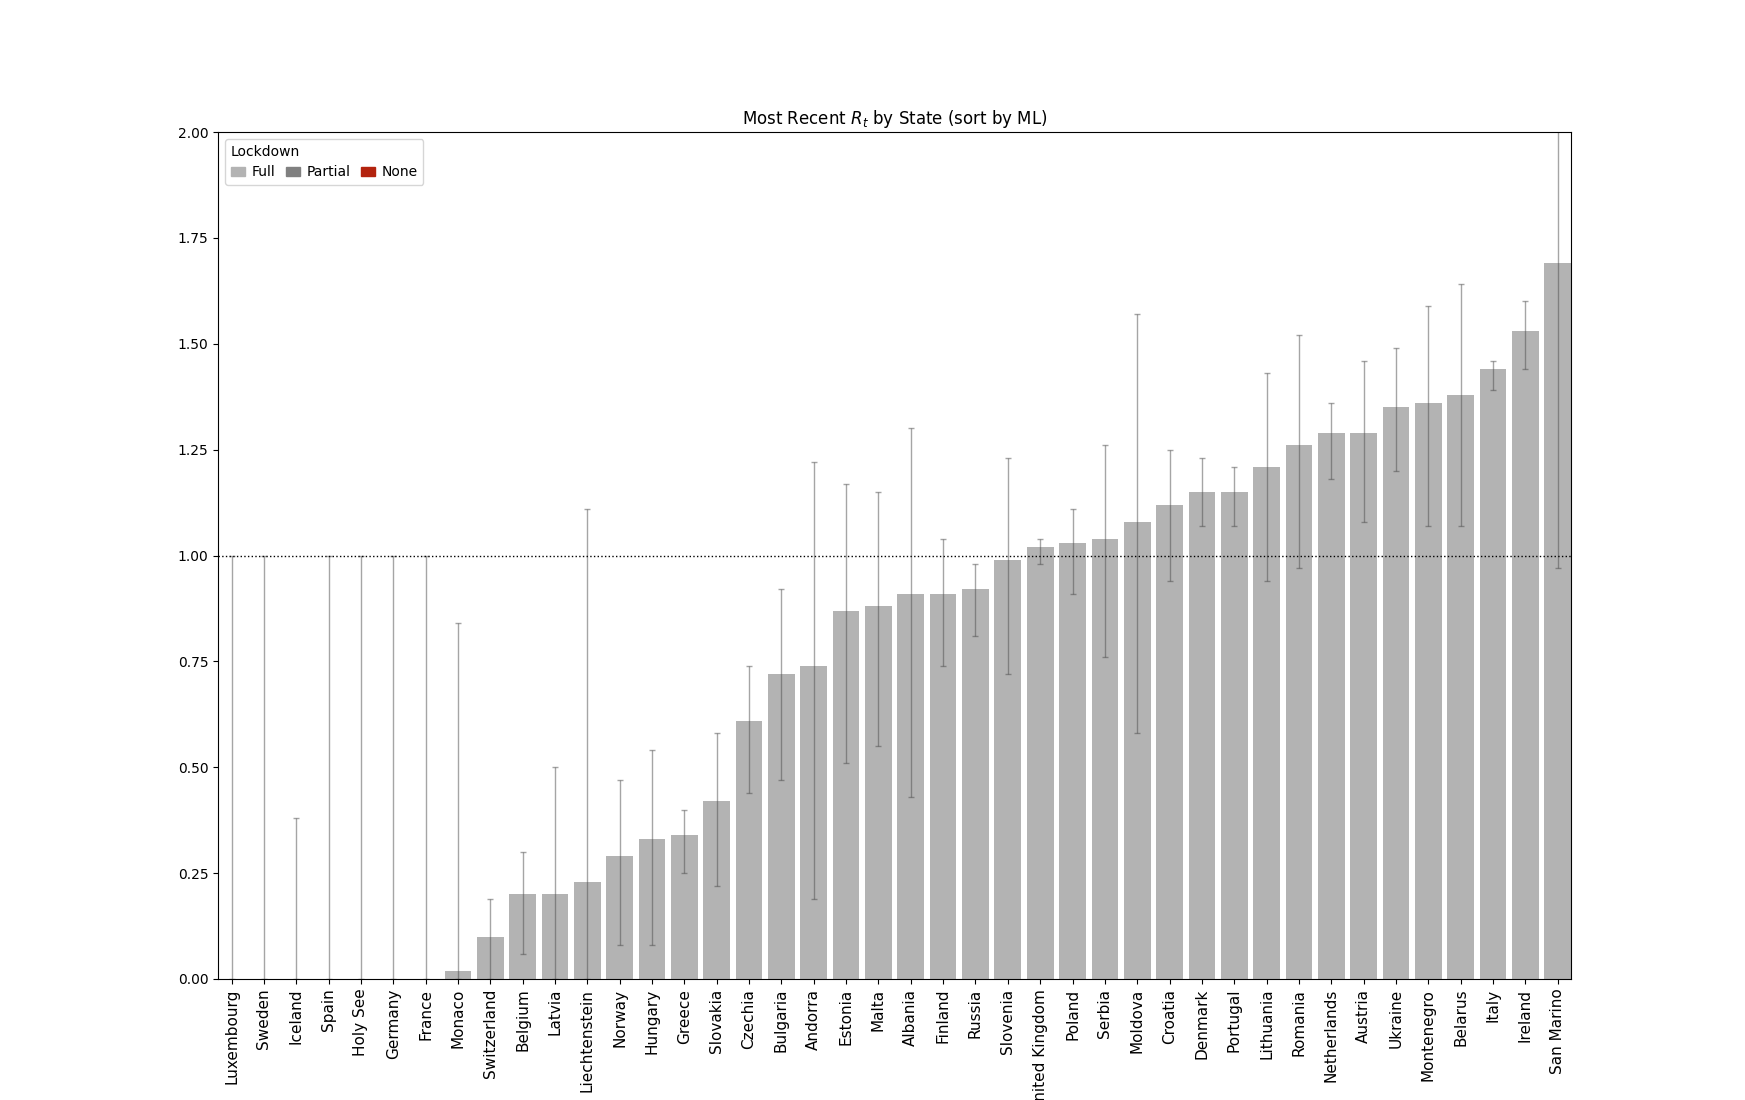 Most Recent Rt by State (sort by ML)
Lockdown
Full Partial None
2.00
1.75
1.50
1.25
1.00
0.75
0.50
0.25
0.00
Luxembourg
Sweden
Iceland
Spain
Holy See
Germany
France
Monaco
Switzerland
Belgium
Latvia
Liechtenstein
Norway
Hungary
Greece
Slovakia
Czechia
Bulgaria
Andorra
Estonia
Malta
Albania
Finland
Russia
Slovenia
nited Kingdom
Poland
Serbia
Moldova
Croatia
Denmark
Portugal
Lithuania
Romania
Netherlands
Austria
Ukraine
Montenegro
Belarus
Italy
Ireland
San Marino